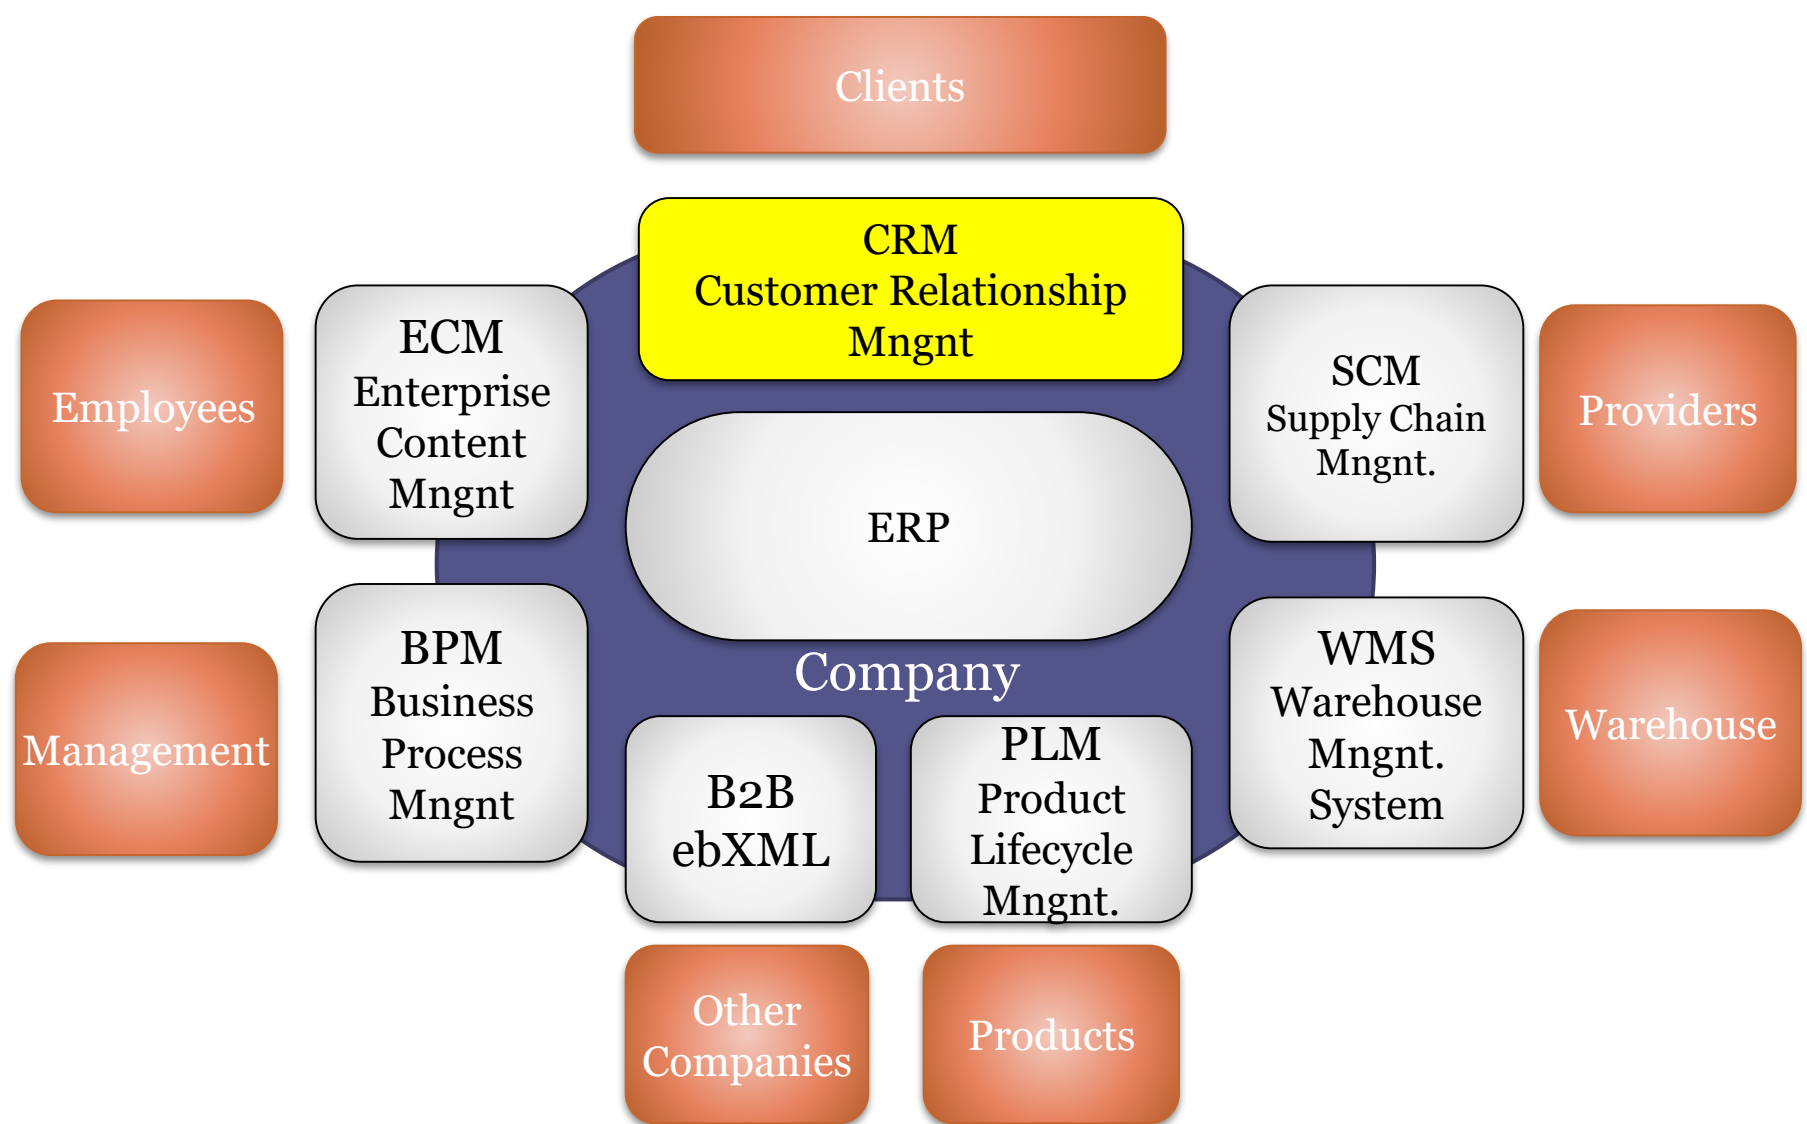 Clients
CRM
Customer Relationship
Mngnt
ECM
Enterprise
Content
Mngnt
Employees
SCM
Supply Chain
Mngnt.
Providers
ERP
Company
BPM
Business
Process
Mngnt
Management
WMS
Warehouse
Mngnt.
System
Warehouse
B2B
ebXML
PLM
Product
Lifecycle
Mngnt.
Other
Companies
Products